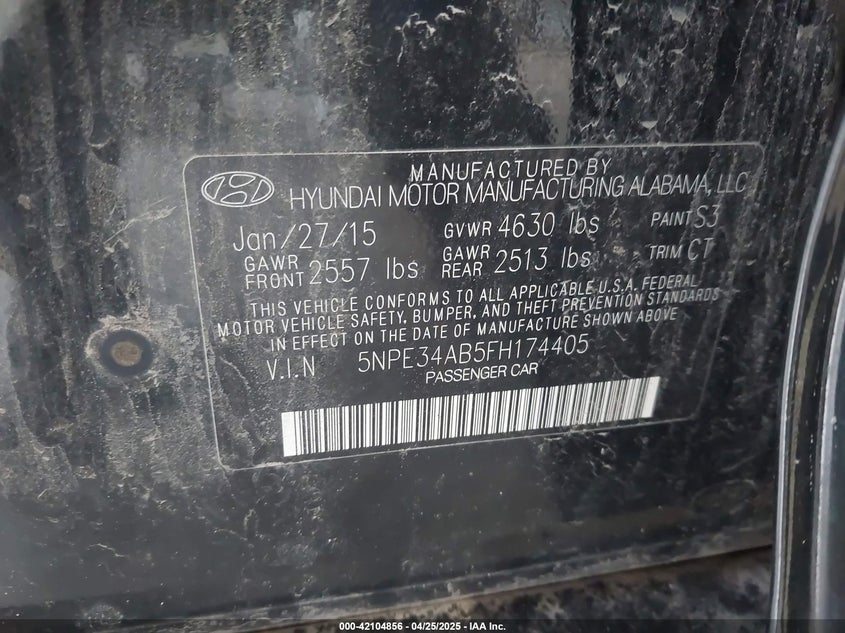 MANUFACTURED BY
HYUNDAI MOTOR MANUFACTURING ALABAMA, LLC
Jan/27/15 GVWR 4630 lbs PAINT S3
GAWR FRONT 2557 lbs GAWR REAR 2513 lbs TRIM CT
THIS VEHICLE CONFORMS TO ALL APPLICABLE U.S.A. FEDERAL
MOTOR VEHICLE SAFETY, BUMPER, AND THEFT PREVENTION STANDARDS
IN EFFECT ON THE DATE OF MANUFACTURE SHOWN ABOVE
V.I.N 5NPE34AB5FH174405
PASSENGER CAR
000-42104856 - 04/25/2025 - IAA Inc.